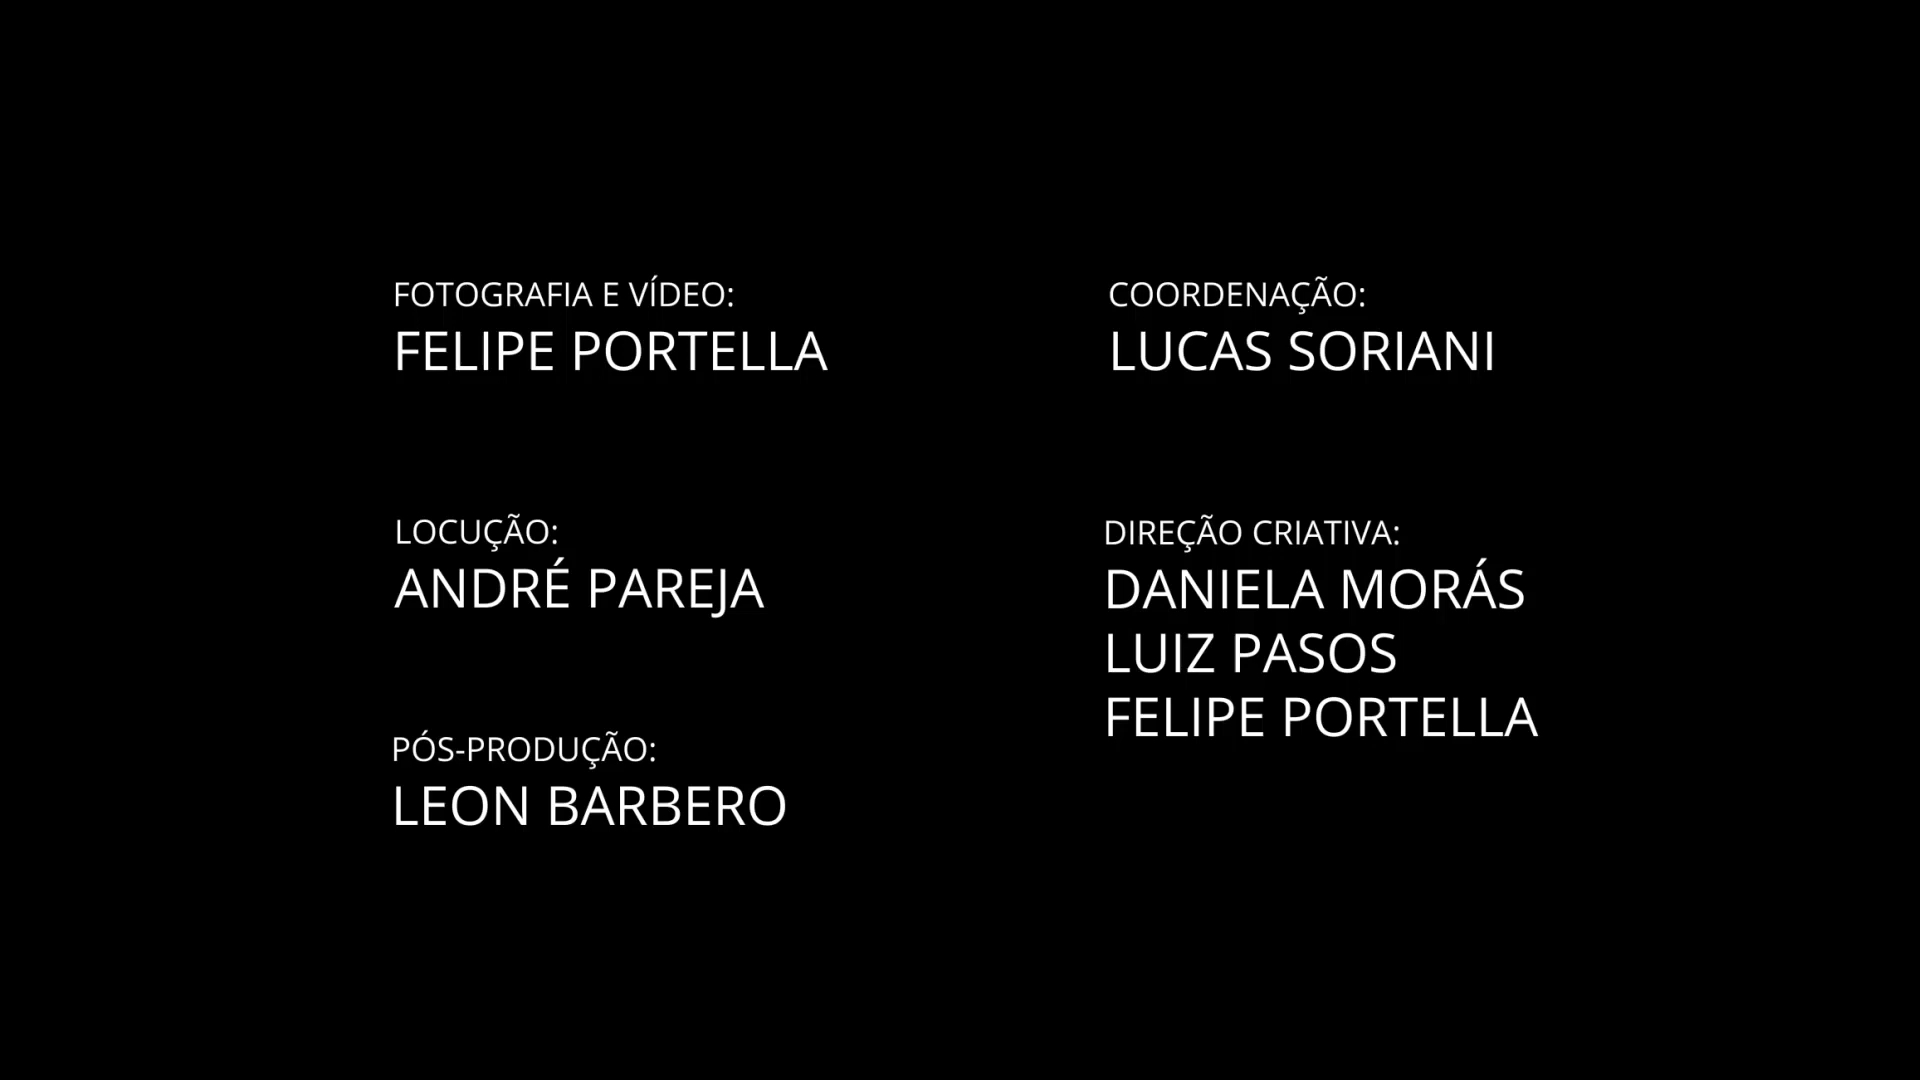 FOTOGRAFIA E VÍDEO:
FELIPE PORTELLA
LOCUÇÃO:
ANDRÉ PAREJA
PÓS-PRODUÇÃO:
LEON BARBERO
COORDENAÇÃO:
LUCAS SORIANI
DIREÇÃO CRIATIVA:
DANIELA MORÁS
LUIZ PASOS
FELIPE PORTELLA